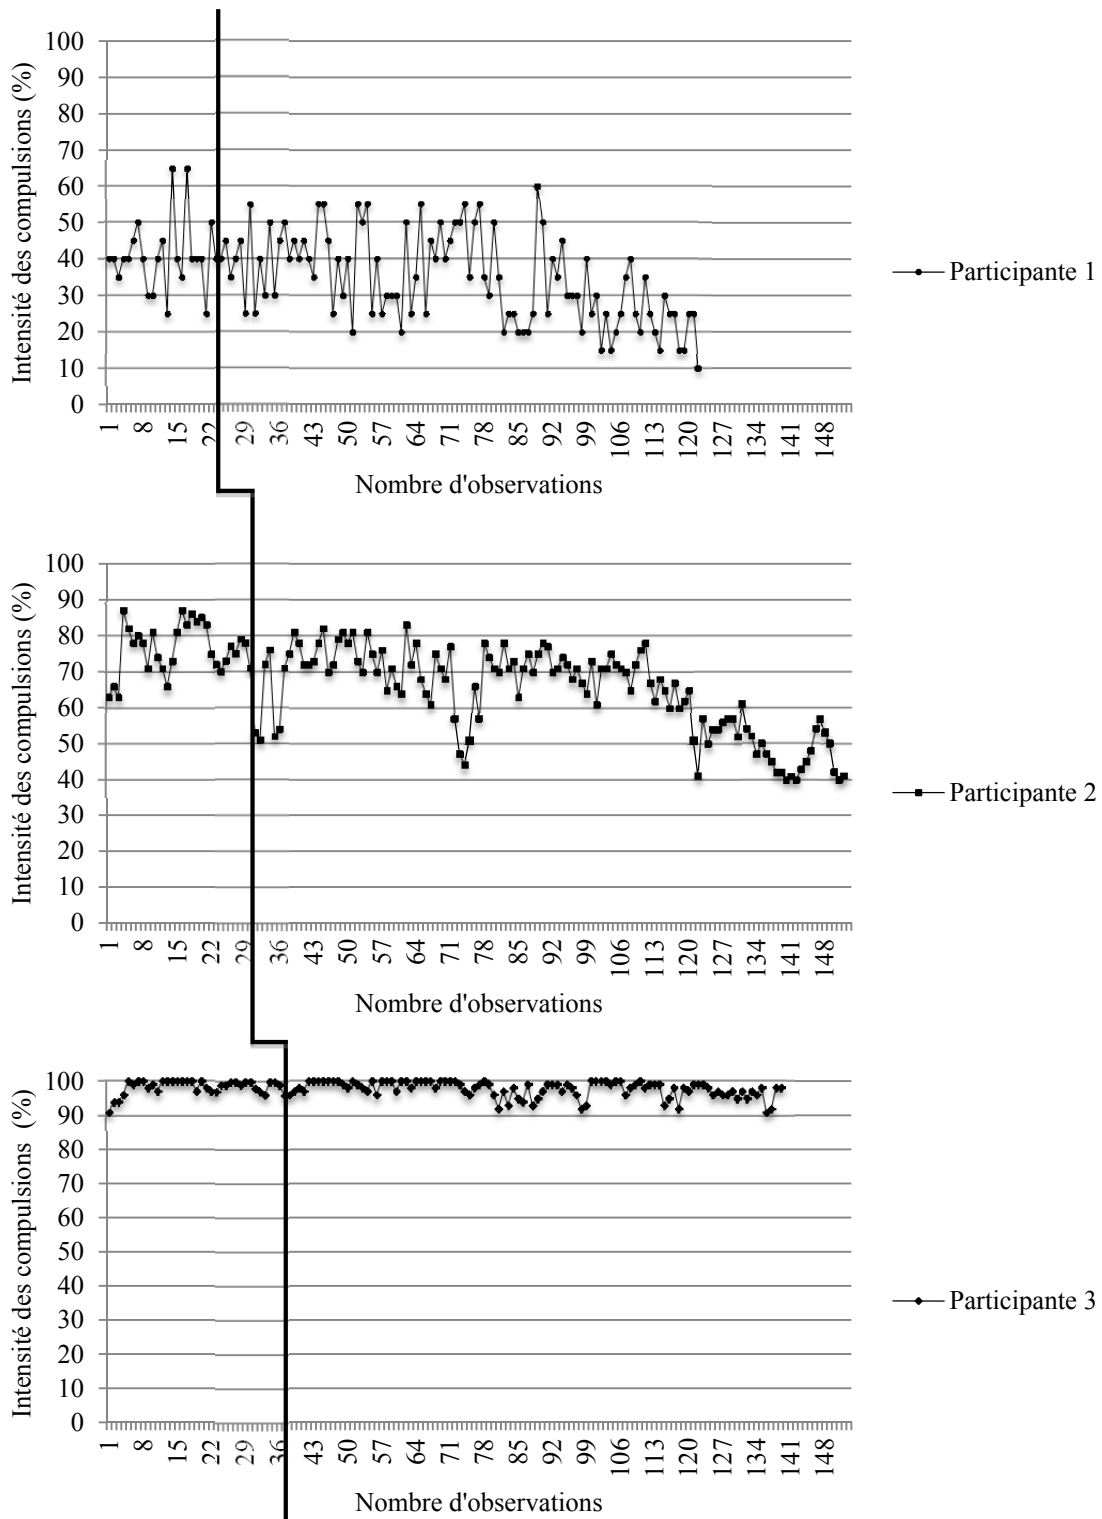 Intensité des compulsions (%)
100
90
80
70
60
50
40
30
20
10
0
1 8 15 22 29 36 43 50 57 64 71 78 85 92 99 106 113 120 127 134 141 148
Nombre d'observations
Participante 1
Intensité des compulsions (%)
100
90
80
70
60
50
40
30
20
10
0
1 8 15 22 29 36 43 50 57 64 71 78 85 92 99 106 113 120 127 134 141 148
Nombre d'observations
Participante 2
Intensité des compulsions (%)
100
90
80
70
60
50
40
30
20
10
0
1 8 15 22 29 36 43 50 57 64 71 78 85 92 99 106 113 120 127 134 141 148
Nombre d'observations
Participante 3